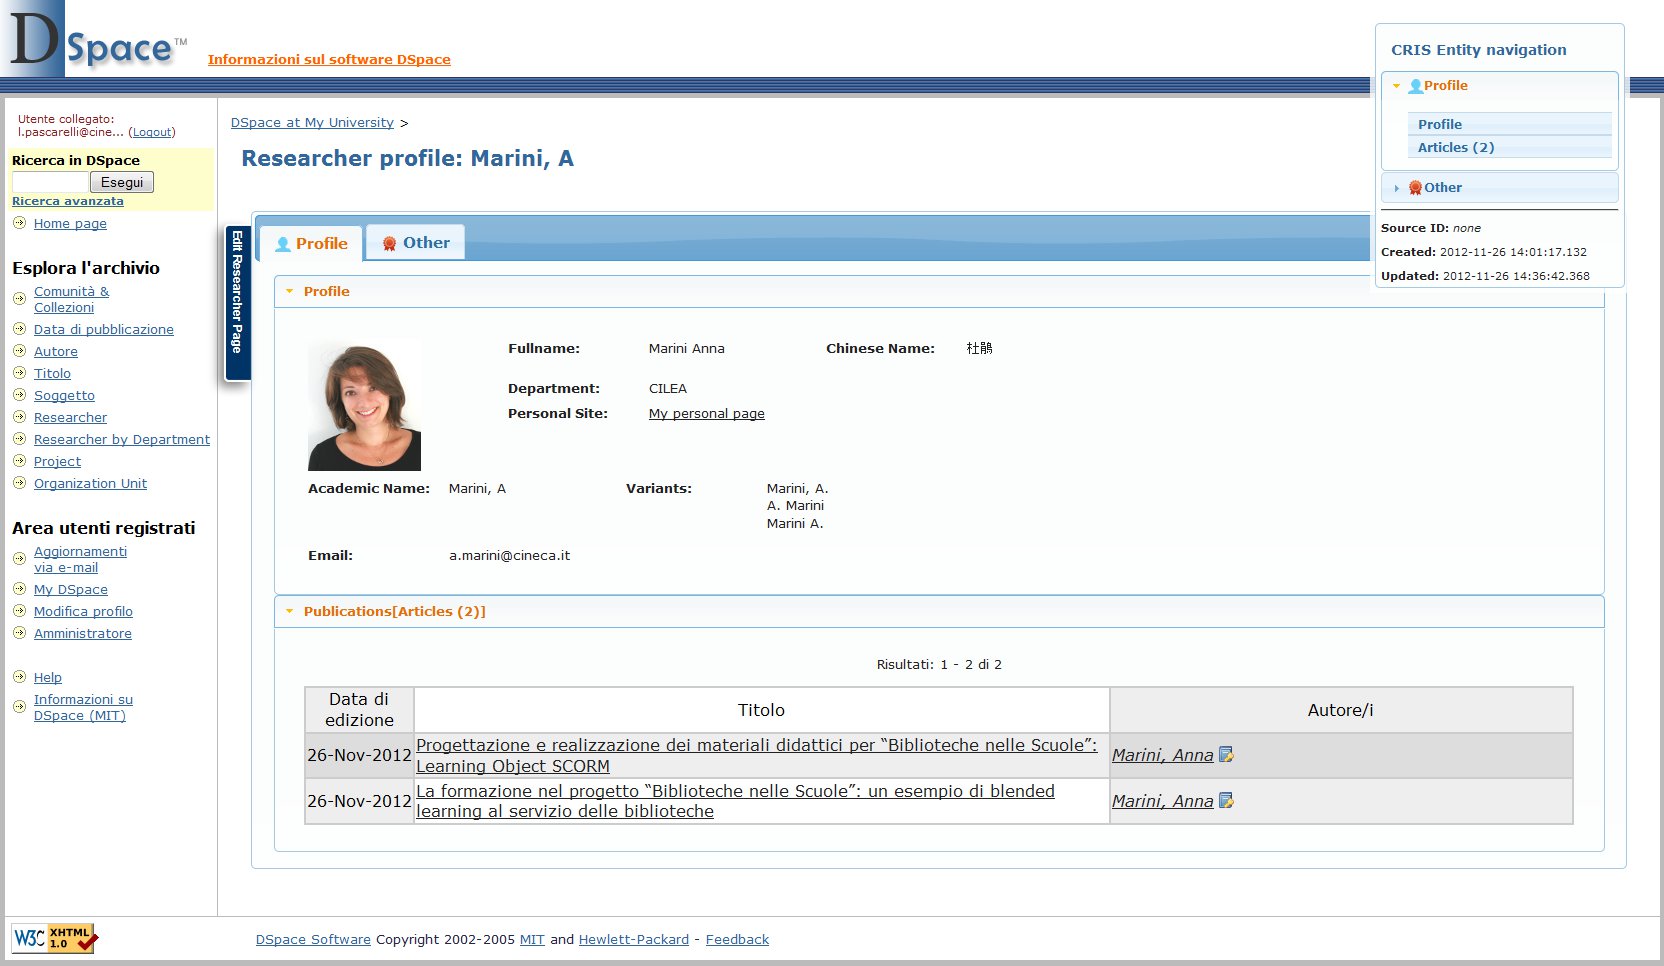 DSpace™
Informazioni sul software DSpace
CRIS Entity navigation
Profile
Profile
Articles (2)
Other
Source ID: none
Created: 2012-11-26 14:01:17.132
Updated: 2012-11-26 14:36:42.368
Utente collegato:
l.pascarelli@cine... (Logout)
Ricerca in DSpace
Esegui
Ricerca avanzata
Home page
Esplora l'archivio
Comunità &
Collezioni
Data di pubblicazione
Autore
Titolo
Soggetto
Researcher
Researcher by Department
Project
Organization Unit
Area utenti registrati
Aggiornamenti
via e-mail
My DSpace
Modifica profilo
Amministratore
Help
Informazioni su
DSpace (MIT)
DSpace at My University >
Researcher profile: Marini, A
Edit Researcher Page
Profile Other
Profile
Fullname: Marini Anna Chinese Name: 杜鹃
Department: CILEA
Personal Site: My personal page
Academic Name: Marini, A Variants: Marini, A.
A. Marini
Marini A.
Email: a.marini@cineca.it
Publications[Articles (2)]
Risultati: 1 - 2 di 2
Data di
edizione
Titolo
Autore/i
26-Nov-2012
Progettazione e realizzazione dei materiali didattici per “Biblioteche nelle Scuole”:
Learning Object SCORM
Marini, Anna
26-Nov-2012
La formazione nel progetto “Biblioteche nelle Scuole”: un esempio di blended
learning al servizio delle biblioteche
Marini, Anna
W3C XHTML
1.0
DSpace Software Copyright 2002-2005 MIT and Hewlett-Packard - Feedback